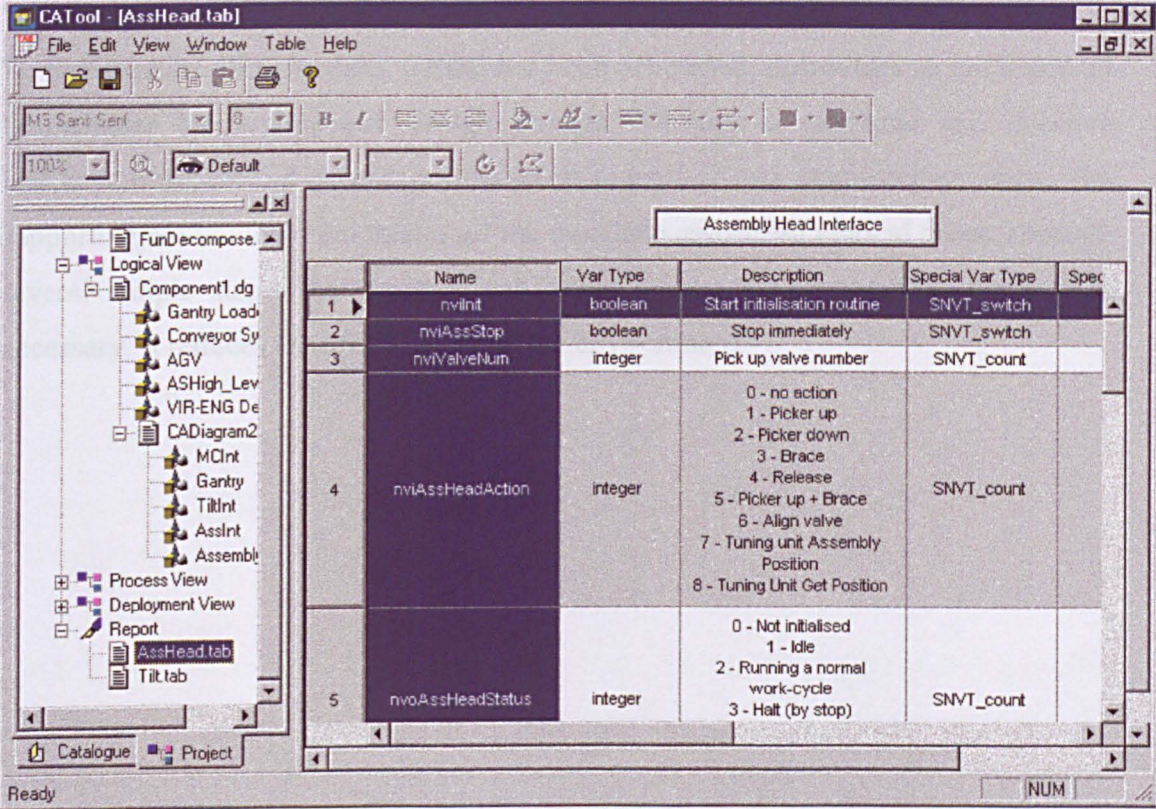 CATool - [AssHead.tab]
File Edit View Window Table Help
MS Sans Serif 8 B I
100% Default
Assembly Head Interface
FunDecompose.
Logical View
Component1.dg
Gantry Load
Conveyor Sy
AGV
ASHigh_Lev
VIR-ENG De
CADiagram2
MCInt
Gantry
TiltInt
AssInt
Assembly
Process View
Deployment View
Report
AssHead.tab
Tilt.tab
Catalogue Project
Name Var Type Description Special Var Type Spec
1 nviInit boolean Start initialisation routine SNVT_switch
2 nviAssStop boolean Stop immediately SNVT_switch
3 nviValveNum integer Pick up valve number SNVT_count
0 - no action
1 - Picker up
2 - Picker down
3 - Brace
4 nviAssHeadAction integer 4 - Release SNVT_count
5 - Picker up + Brace
6 - Align valve
7 - Tuning unit Assembly
Position
8 - Tuning Unit Get Position
0 - Not initialised
1 - Idle
2 - Running a normal
work-cycle
5 nvoAssHeadStatus integer 3 - Halt (by stop) SNVT_count
Ready NUM